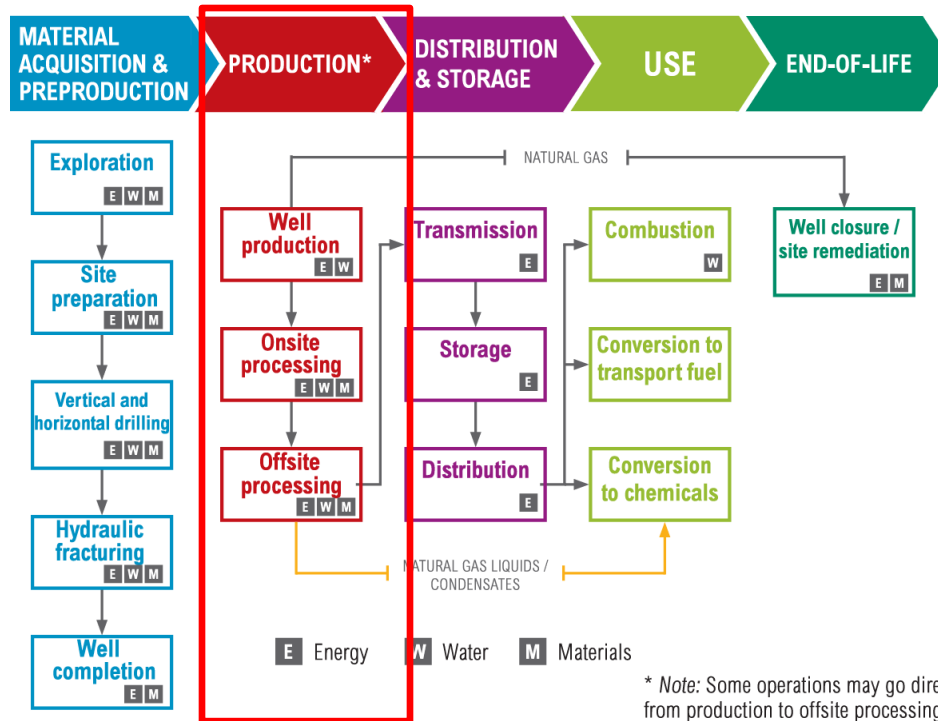 MATERIAL
ACQUISITION &
PREPRODUCTION
PRODUCTION*
DISTRIBUTION
& STORAGE
USE
END-OF-LIFE
Exploration
E W M
Site
preparation
E W M
Vertical and
horizontal drilling
E W M
Hydraulic
fracturing
E W M
Well
completion
E M
NATURAL GAS
Well
production
E W
Onsite
processing
E W M
Offsite
processing
E W M
Transmission
E
Storage
E
Distribution
E
Combustion
W
Conversion to
transport fuel
Conversion
to chemicals
Well closure /
site remediation
E M
NATURAL GAS LIQUIDS /
CONDENSATES
E Energy W Water M Materials
* Note: Some operations may go dire
from production to offsite processing